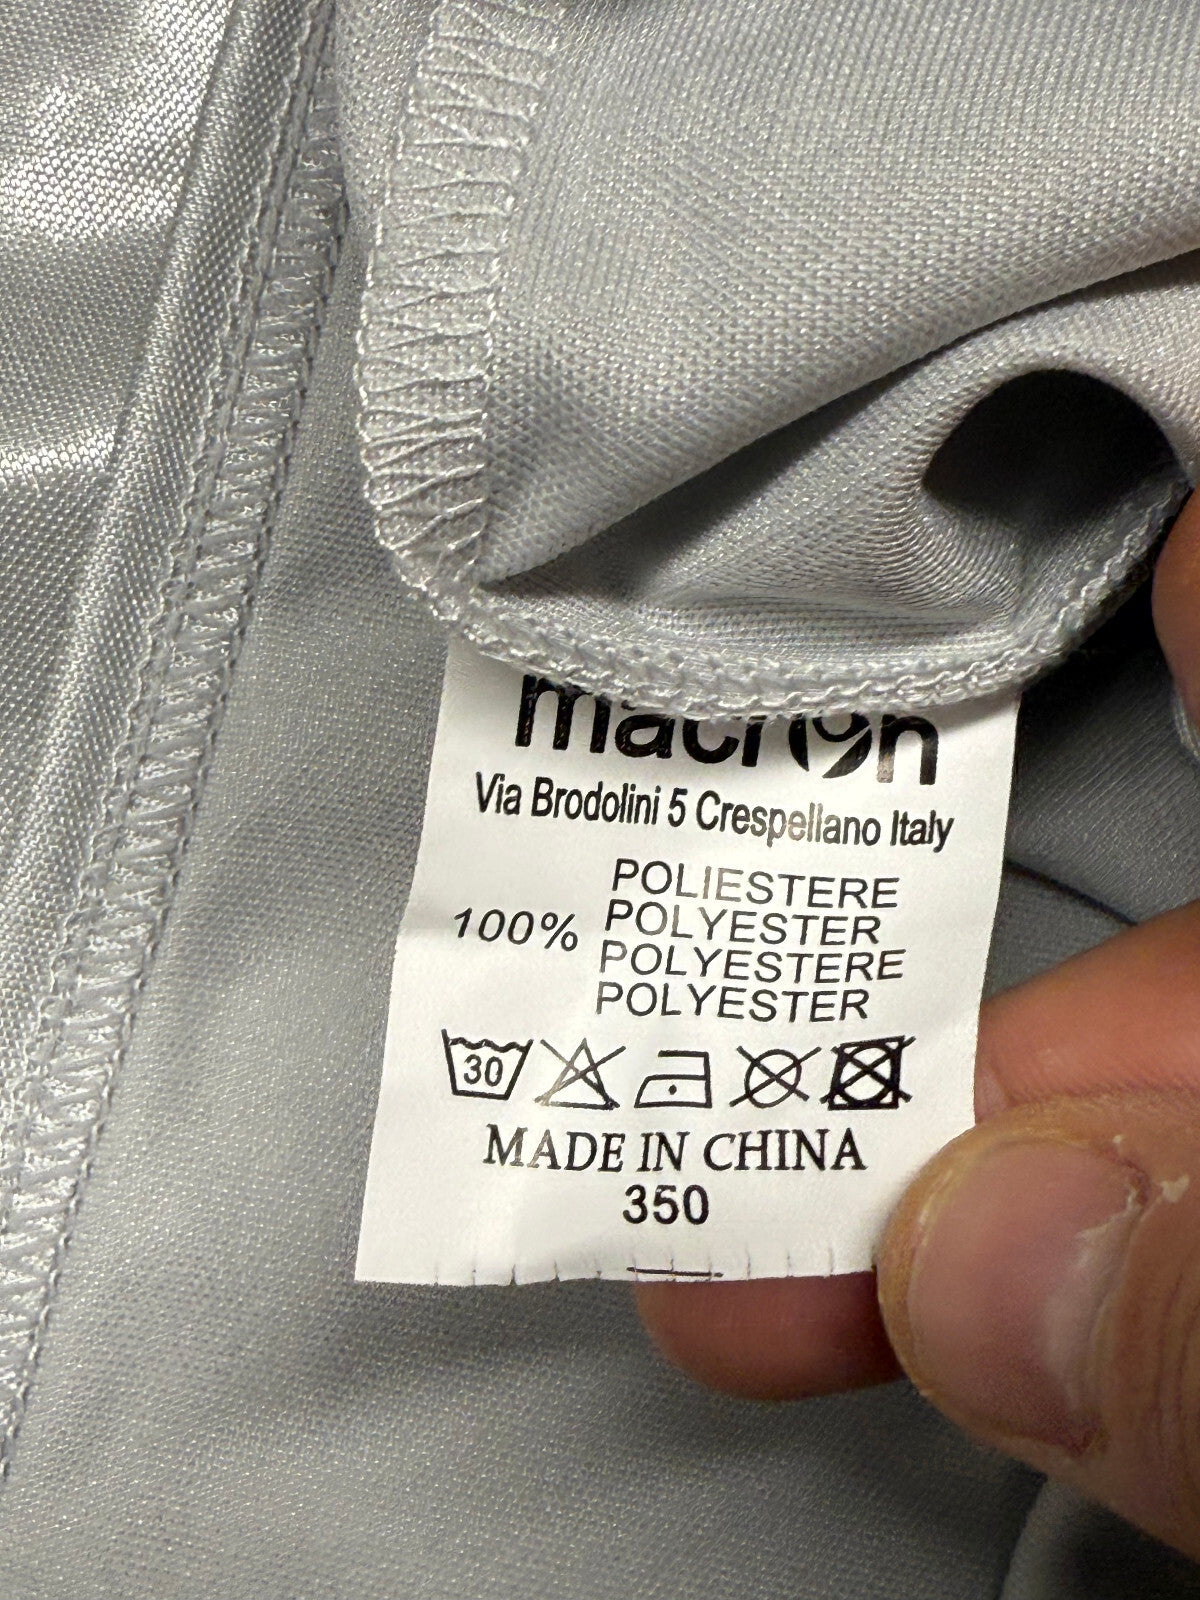 macron
Via Brodolini 5 Crespellano Italy
POLIESTERE
100% POLYESTER
POLYESTERE
POLYESTER
30
MADE IN CHINA
350